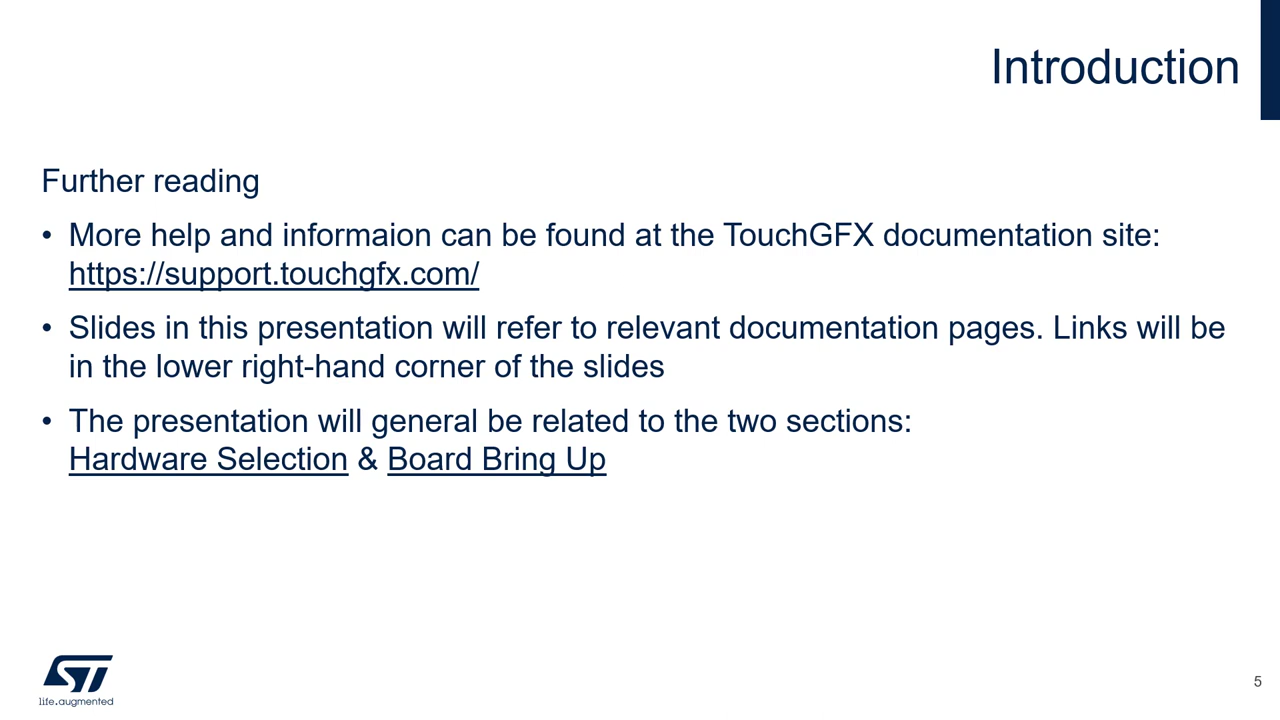 Introduction
Further reading
• More help and informaion can be found at the TouchGFX documentation site:
https://support.touchgfx.com/
• Slides in this presentation will refer to relevant documentation pages. Links will be
in the lower right-hand corner of the slides
• The presentation will general be related to the two sections:
Hardware Selection & Board Bring Up
ST
life.augmented
5